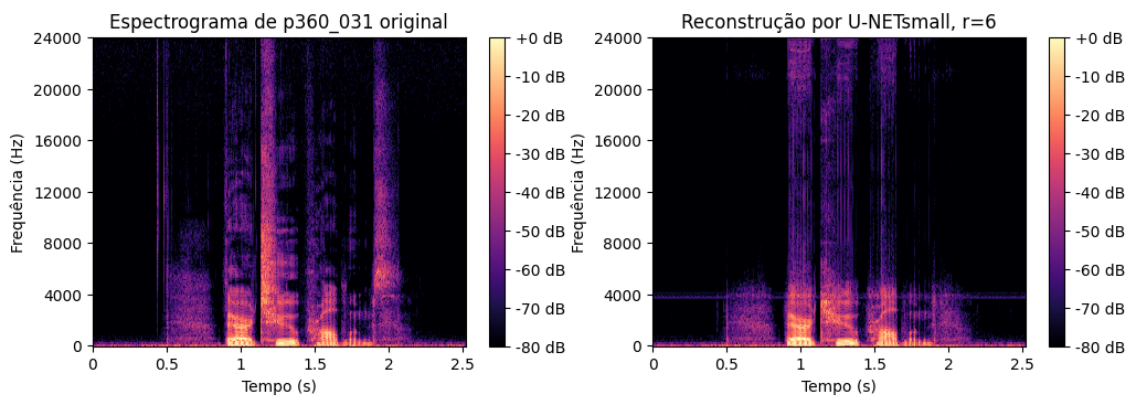 Espectrograma de p360_031 original
24000
20000
16000
12000
8000
4000
0
Frequência (Hz)
0
0.5
1
1.5
2
2.5
Tempo (s)
+0 dB
-10 dB
-20 dB
-30 dB
-40 dB
-50 dB
-60 dB
-70 dB
-80 dB
Reconstrução por U-NETsmall, r=6
24000
20000
16000
12000
8000
4000
0
Frequência (Hz)
0
0.5
1
1.5
2
2.5
Tempo (s)
+0 dB
-10 dB
-20 dB
-30 dB
-40 dB
-50 dB
-60 dB
-70 dB
-80 dB